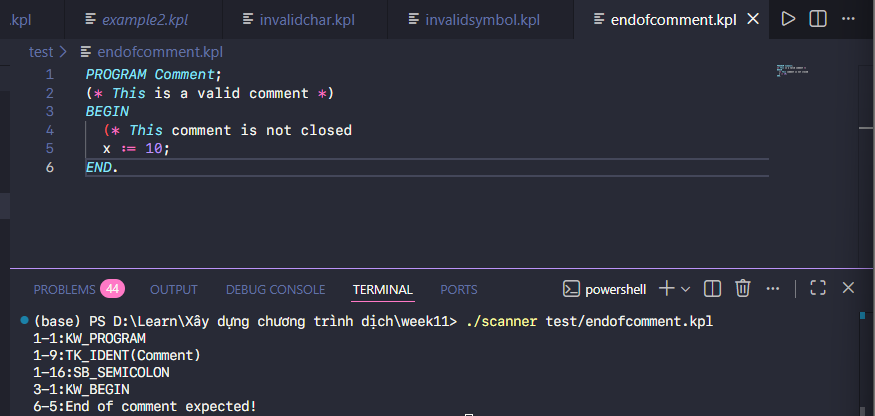 .kpl example2.kpl invalidchar.kpl invalidsymbol.kpl endofcomment.kpl
test endofcomment.kpl
1 PROGRAM Comment;
2 (* This is a valid comment *)
3 BEGIN
4 (* This comment is not closed
5 x := 10;
6 END.
PROBLEMS 44 OUTPUT DEBUG CONSOLE TERMINAL PORTS powershell
(base) PS D:\Learn\Xây dựng chương trình dịch\week11> ./scanner test/endofcomment.kpl
1-1:KW_PROGRAM
1-9:TK_IDENT(Comment)
1-16:SB_SEMICOLON
3-1:KW_BEGIN
6-5:End of comment expected!